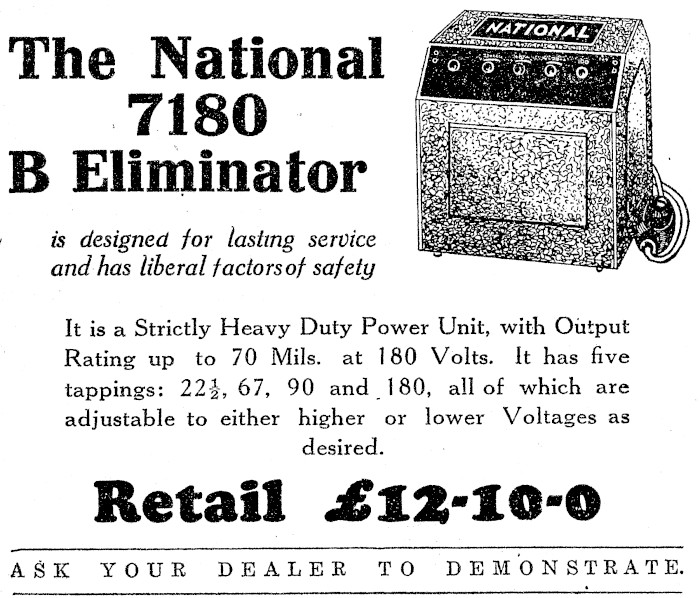 NATIONAL
The National
7180
B Eliminator
is designed for lasting service
and has liberal factors of safety
It is a Strictly Heavy Duty Power Unit, with Output
Rating up to 70 Mils. at 180 Volts. It has five
tappings: 22½, 67, 90 and 180, all of which are
adjustable to either higher or lower Voltages as
desired.
Retail £12-10-0
ASK YOUR DEALER TO DEMONSTRATE.